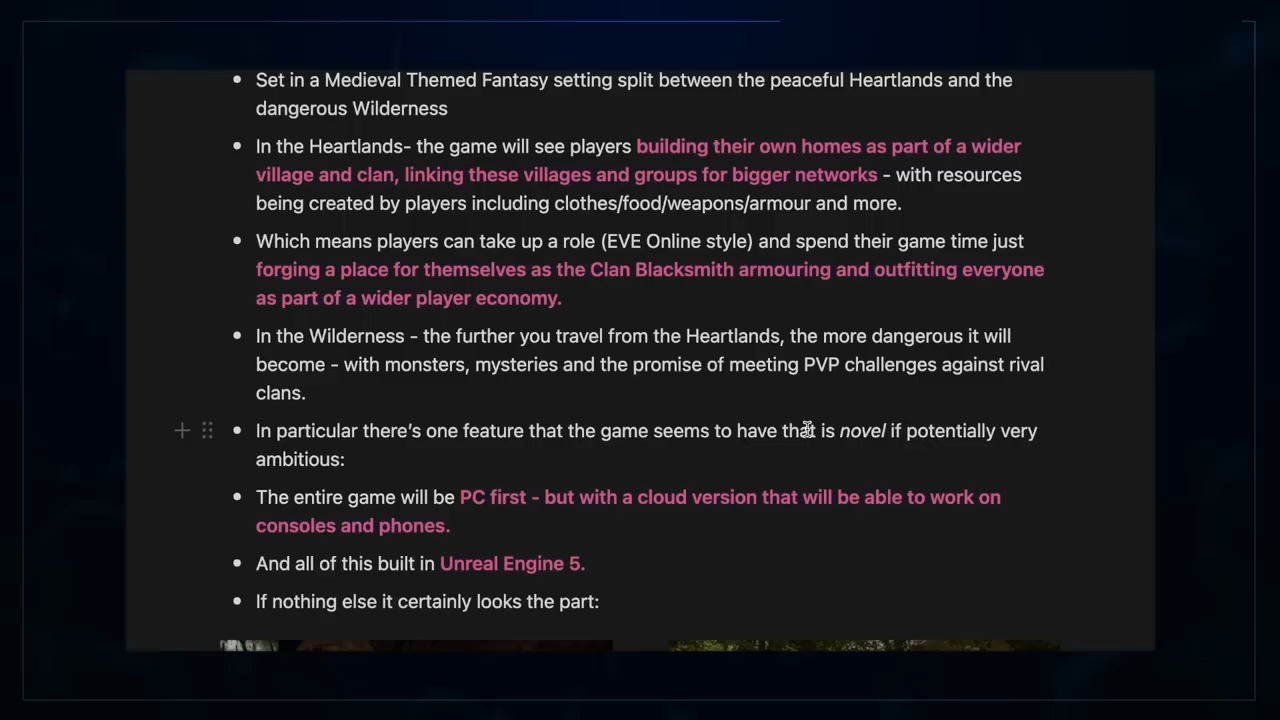 Set in a Medieval Themed Fantasy setting split between the peaceful Heartlands and the
dangerous Wilderness
In the Heartlands- the game will see players building their own homes as part of a wider
village and clan, linking these villages and groups for bigger networks - with resources
being created by players including clothes/food/weapons/armour and more.
Which means players can take up a role (EVE Online style) and spend their game time just
forging a place for themselves as the Clan Blacksmith armouring and outfitting everyone
as part of a wider player economy.
In the Wilderness - the further you travel from the Heartlands, the more dangerous it will
become - with monsters, mysteries and the promise of meeting PVP challenges against rival
clans.
In particular there’s one feature that the game seems to have that is novel if potentially very
ambitious:
The entire game will be PC first - but with a cloud version that will be able to work on
consoles and phones.
And all of this built in Unreal Engine 5.
If nothing else it certainly looks the part: